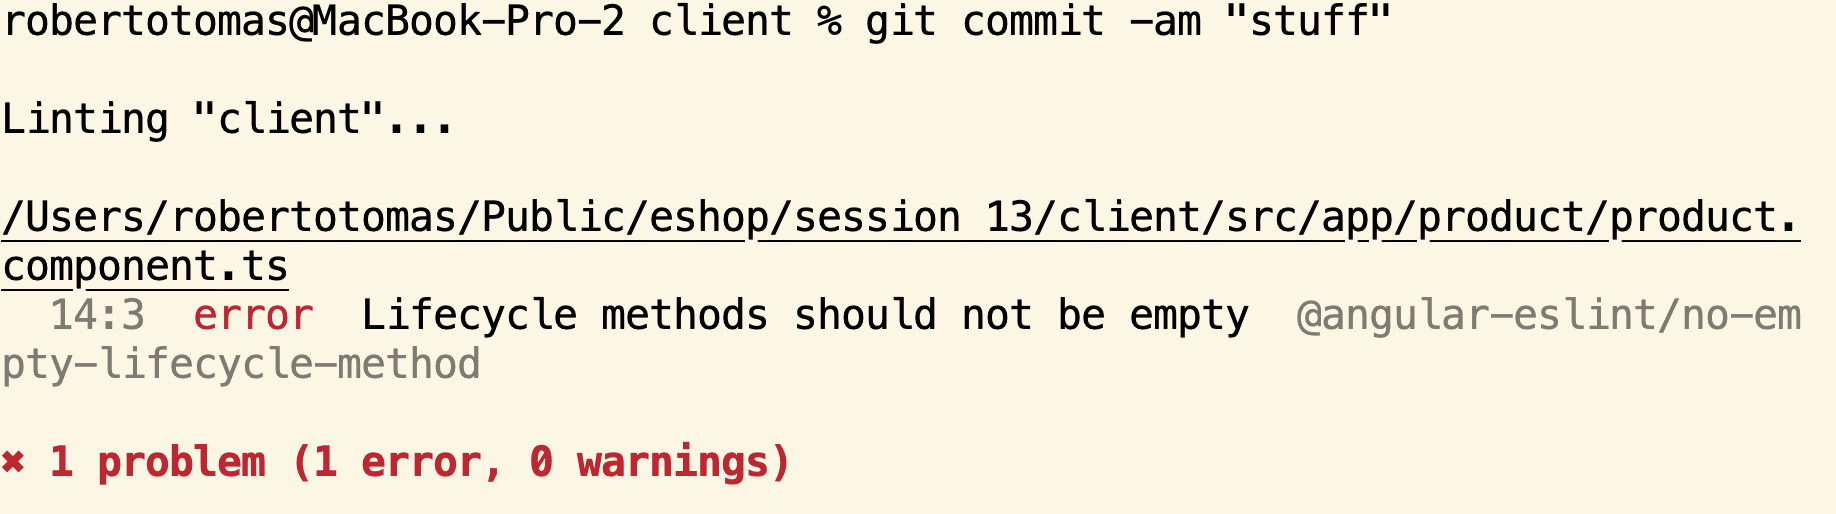 robertotomas@MacBook-Pro-2 client % git commit -am "stuff"
Linting "client"...
/Users/robertotomas/Public/eshop/session 13/client/src/app/product/product.
component.ts
  14:3  error  Lifecycle methods should not be empty  @angular-eslint/no-em
pty-lifecycle-method
✖ 1 problem (1 error, 0 warnings)